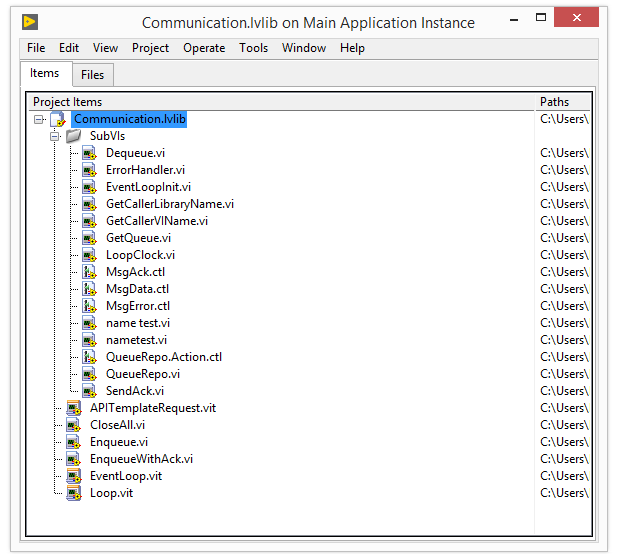 Communication.lvlib on Main Application Instance
File Edit View Project Operate Tools Window Help
Items Files
Project Items Paths
Communication.lvlib C:\Users\
SubVIs
Dequeue.vi C:\Users\
ErrorHandler.vi C:\Users\
EventLoopInit.vi C:\Users\
GetCallerLibraryName.vi C:\Users\
GetCallerVIName.vi C:\Users\
GetQueue.vi C:\Users\
LoopClock.vi C:\Users\
MsgAck.ctl C:\Users\
MsgData.ctl C:\Users\
MsgError.ctl C:\Users\
name test.vi C:\Users\
nametest.vi C:\Users\
QueueRepo.Action.ctl C:\Users\
QueueRepo.vi C:\Users\
SendAck.vi C:\Users\
APITemplateRequest.vit C:\Users\
CloseAll.vi C:\Users\
Enqueue.vi C:\Users\
EnqueueWithAck.vi C:\Users\
EventLoop.vit C:\Users\
Loop.vit C:\Users\